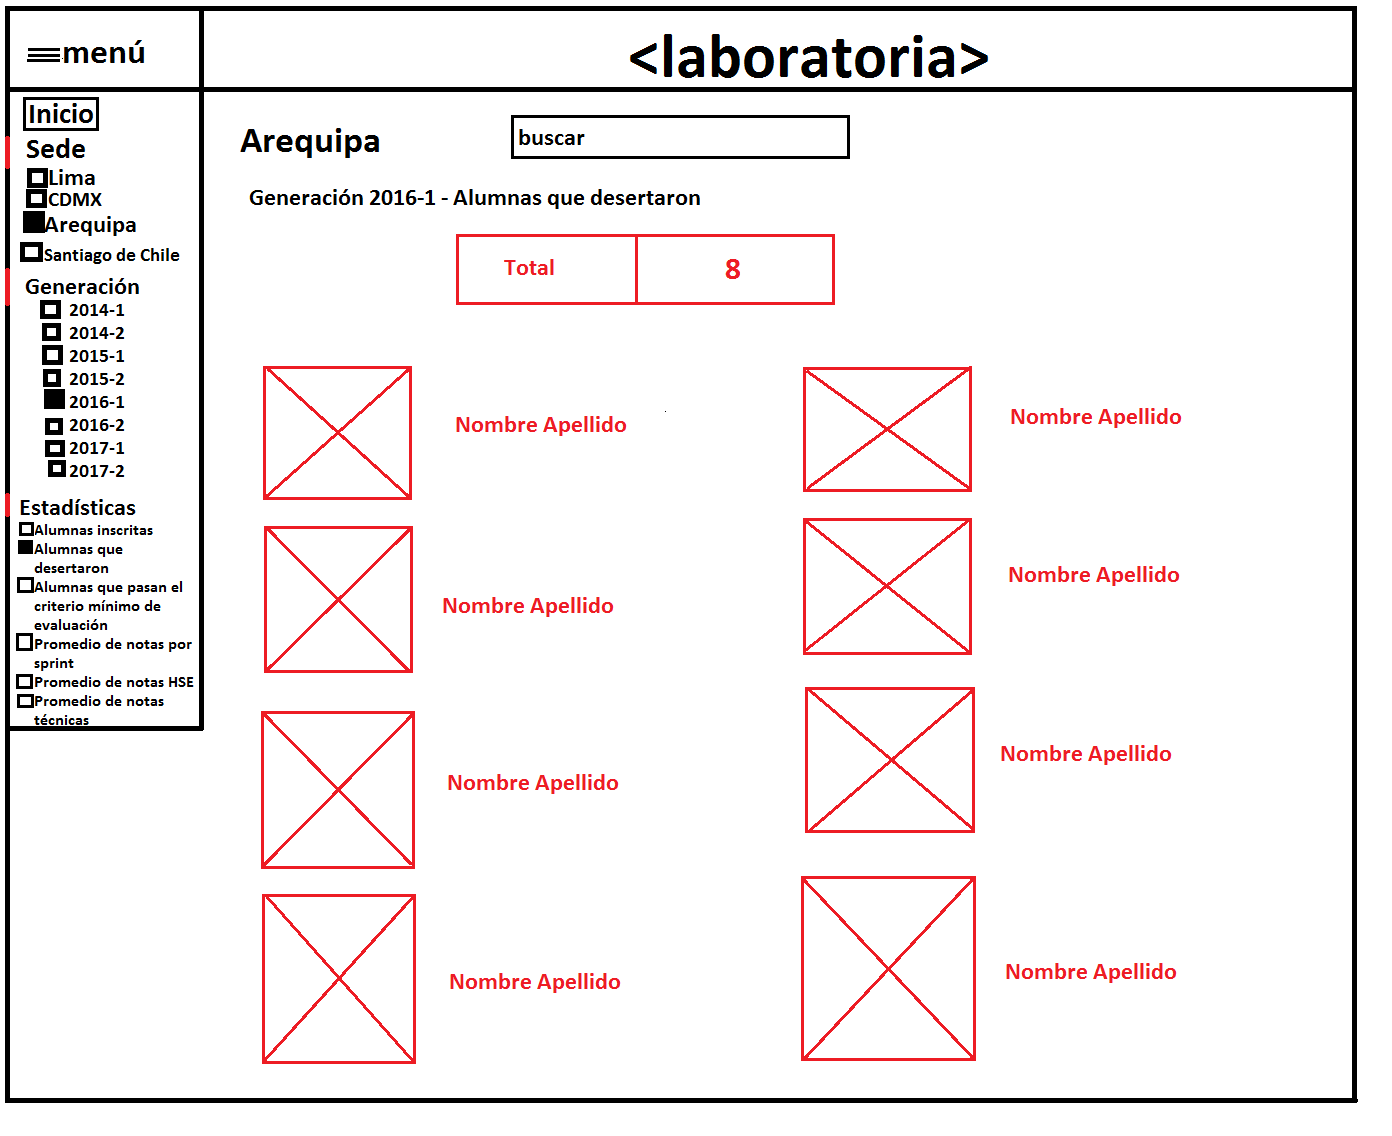 menú
<laboratoria>
Inicio
Sede
Lima
CDMX
Arequipa
Santiago de Chile
Generación
2014-1
2014-2
2015-1
2015-2
2016-1
2016-2
2017-1
2017-2
Estadísticas
Alumnas inscritas
Alumnas que
desertaron
Alumnas que pasan el
criterio mínimo de
evaluación
Promedio de notas por
sprint
Promedio de notas HSE
Promedio de notas
técnicas
Arequipa
buscar
Generación 2016-1 - Alumnas que desertaron
Total 8
Nombre Apellido
Nombre Apellido
Nombre Apellido
Nombre Apellido
Nombre Apellido
Nombre Apellido
Nombre Apellido
Nombre Apellido